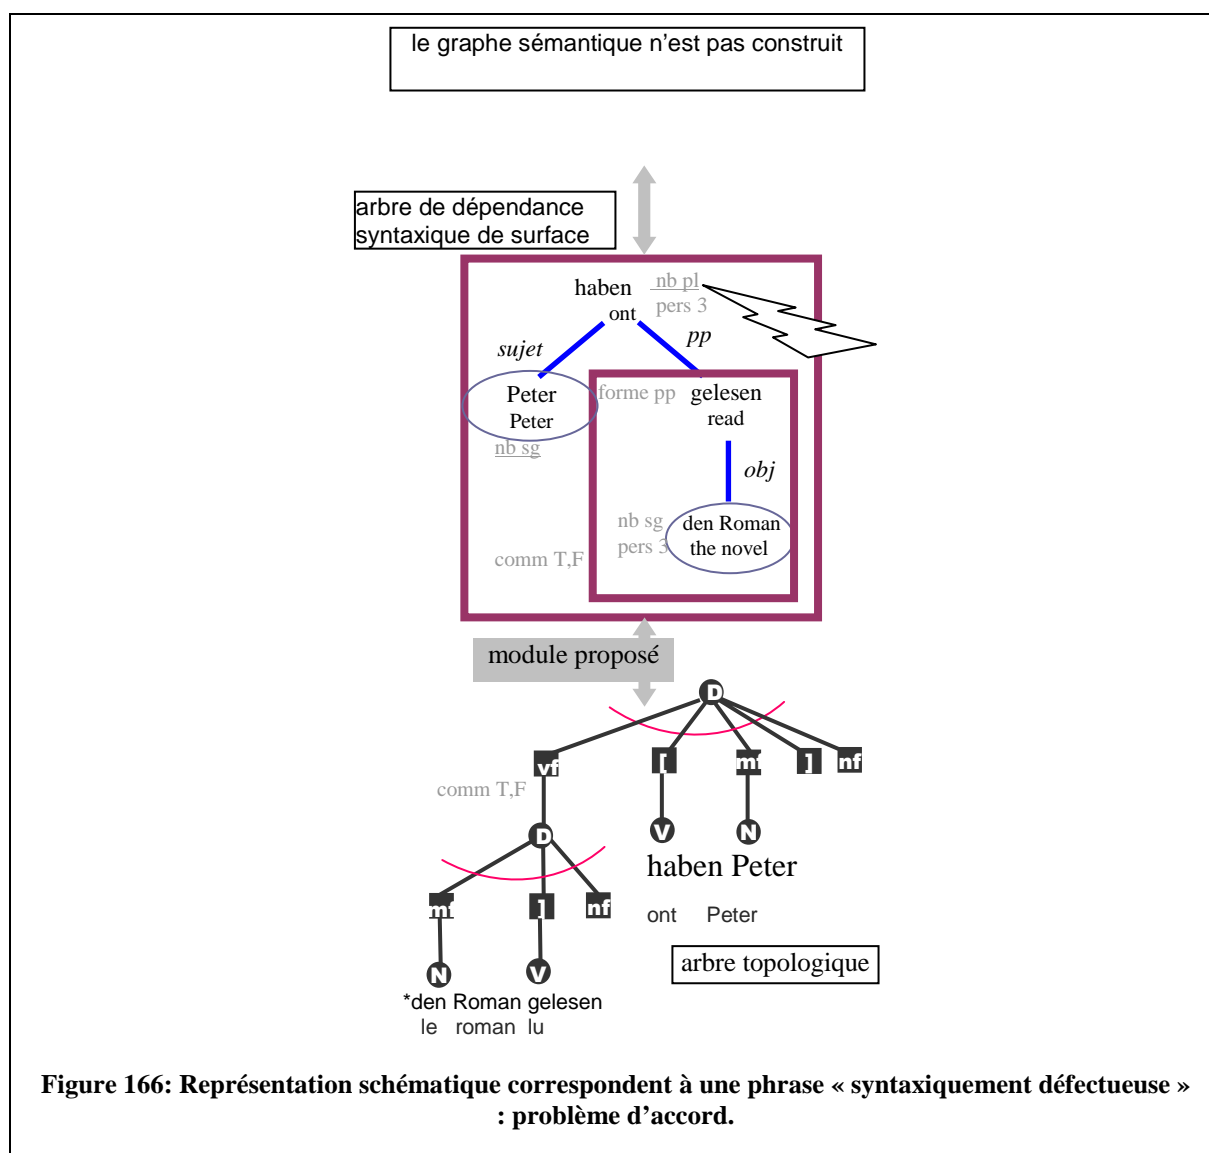 le graphe sémantique n'est pas construit
arbre de dépendance
syntaxique de surface
haben nb pl
ont pers 3
sujet pp
Peter forme pp gelesen
Peter read
nb sg
obj
nb sg den Roman
pers 3 the novel
comm T,F
module proposé
D
vf [ mf ] nf
comm T,F
D V N
haben Peter
mf ] nf
ont Peter
arbre topologique
N V
*den Roman gelesen
le roman lu
Figure 166: Représentation schématique correspondent à une phrase « syntaxiquement défectueuse »
: problème d'accord.